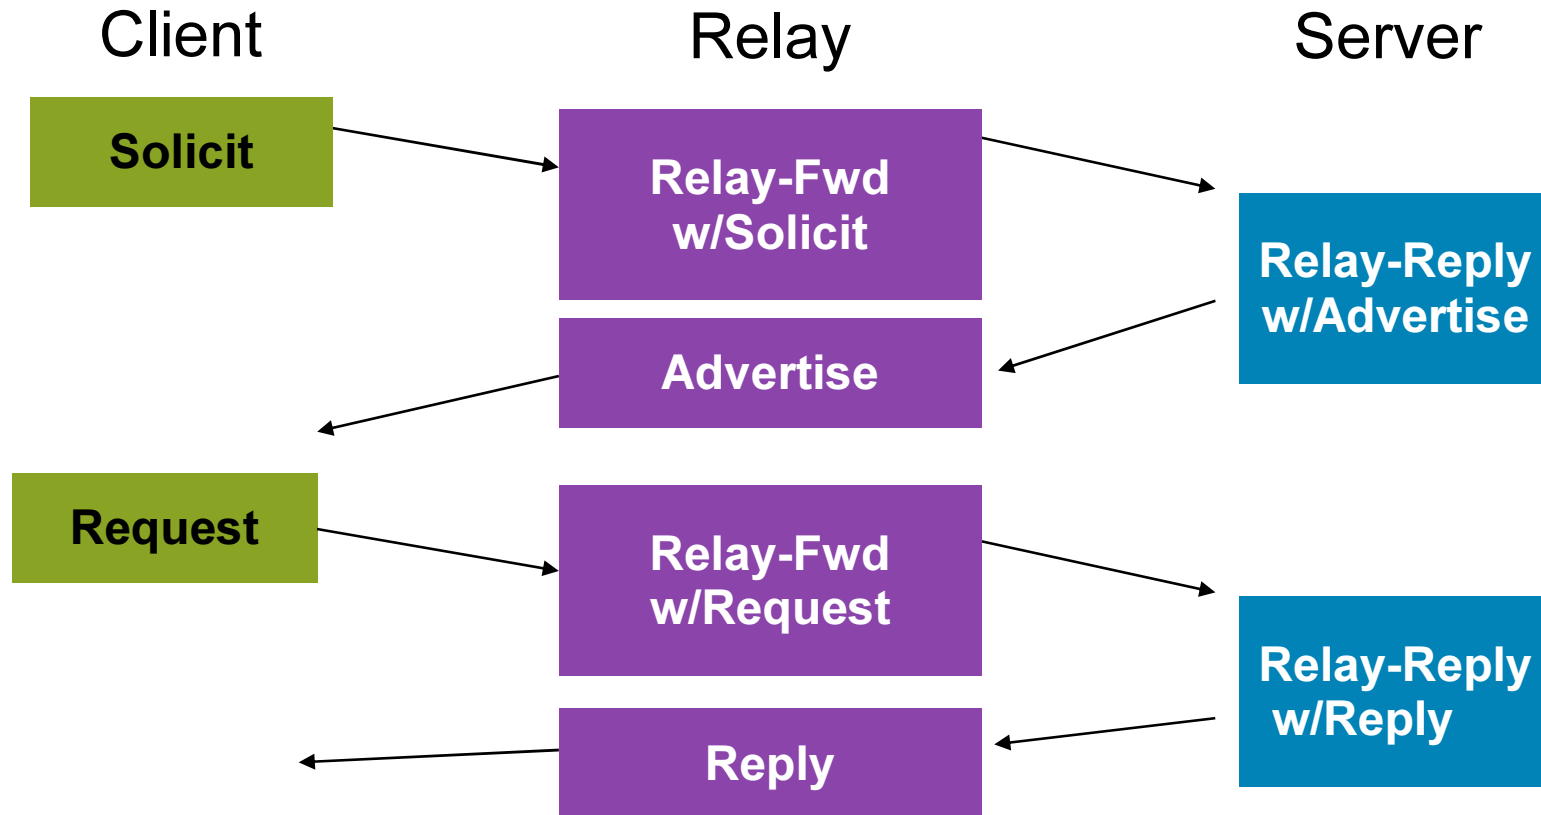 Client
Relay
Server
Solicit
Relay-Fwd
w/Solicit
Relay-Reply
w/Advertise
Advertise
Request
Relay-Fwd
w/Request
Relay-Reply
w/Reply
Reply